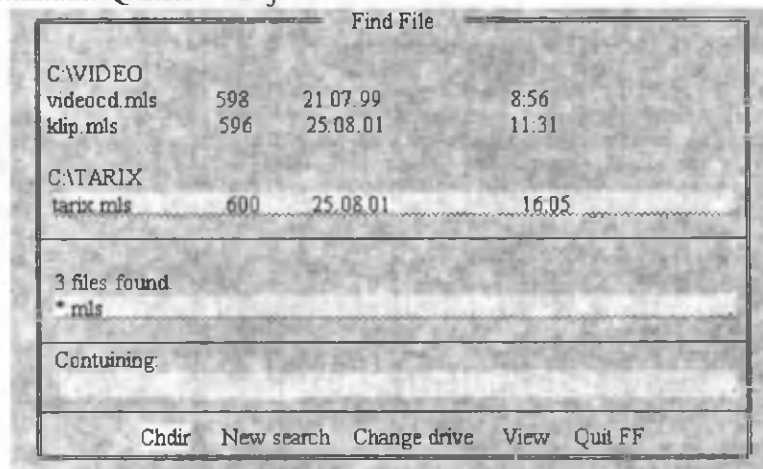 Find File
C:\VIDEO
videocd.mls 598 21.07.99 8:56
klip.mls 596 25.08.01 11:31
C:\TARIX
tarix.mls 600 25.08.01 16.05
3 files found.
*.mls
Contuining:
Chdir New search Change drive View Quit FF